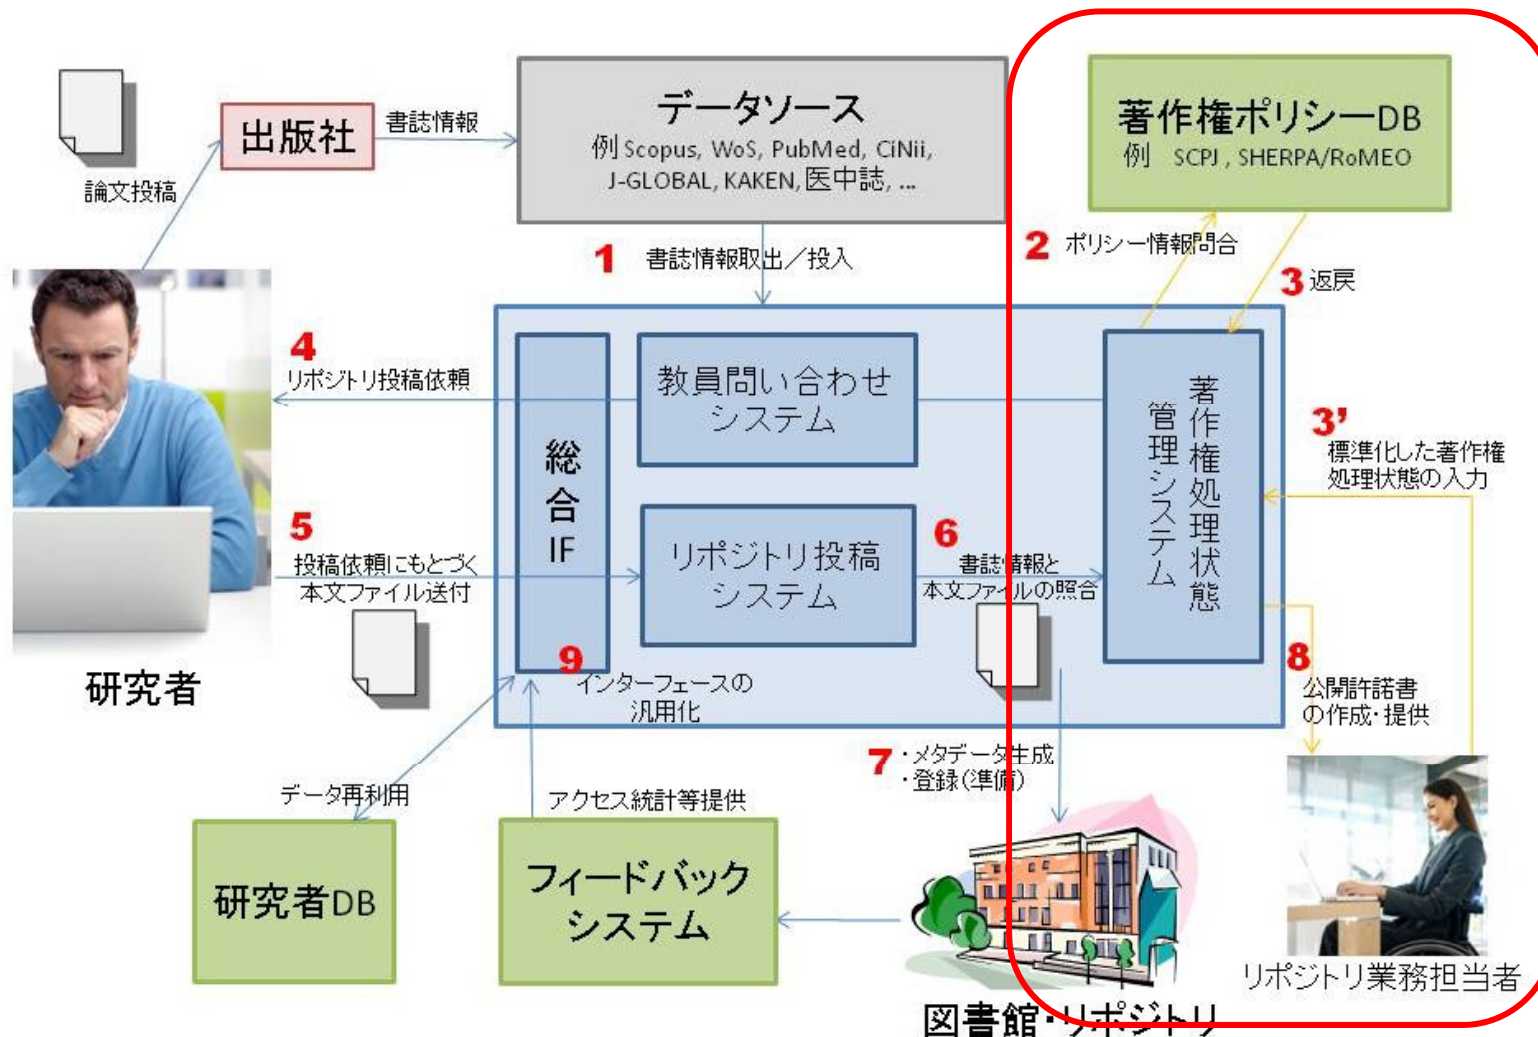 データソース
例 Scopus, WoS, PubMed, CiNii,
J-GLOBAL, KAKEN, 医中誌, ...
著作権ポリシーDB
例 SCPJ , SHERPA/RoMEO
出版社
書誌情報
論文投稿
1 書誌情報取出／投入
2 ポリシー情報問合
3 返戻
4
リポジトリ投稿依頼
教員問い合わせ
システム
総合IF
著作権処理状態
管理システム
3’
標準化した著作権
処理状態の入力
5
投稿依頼にもとづく
本文ファイル送付
リポジトリ投稿
システム
6
書誌情報と
本文ファイルの照合
研究者
9
インターフェースの
汎用化
8
公開許諾書
の作成・提供
7 ・メタデータ生成
・登録(準備)
データ再利用
アクセス統計等提供
研究者DB
フィードバック
システム
リポジトリ業務担当者
図書館・リポジトリ